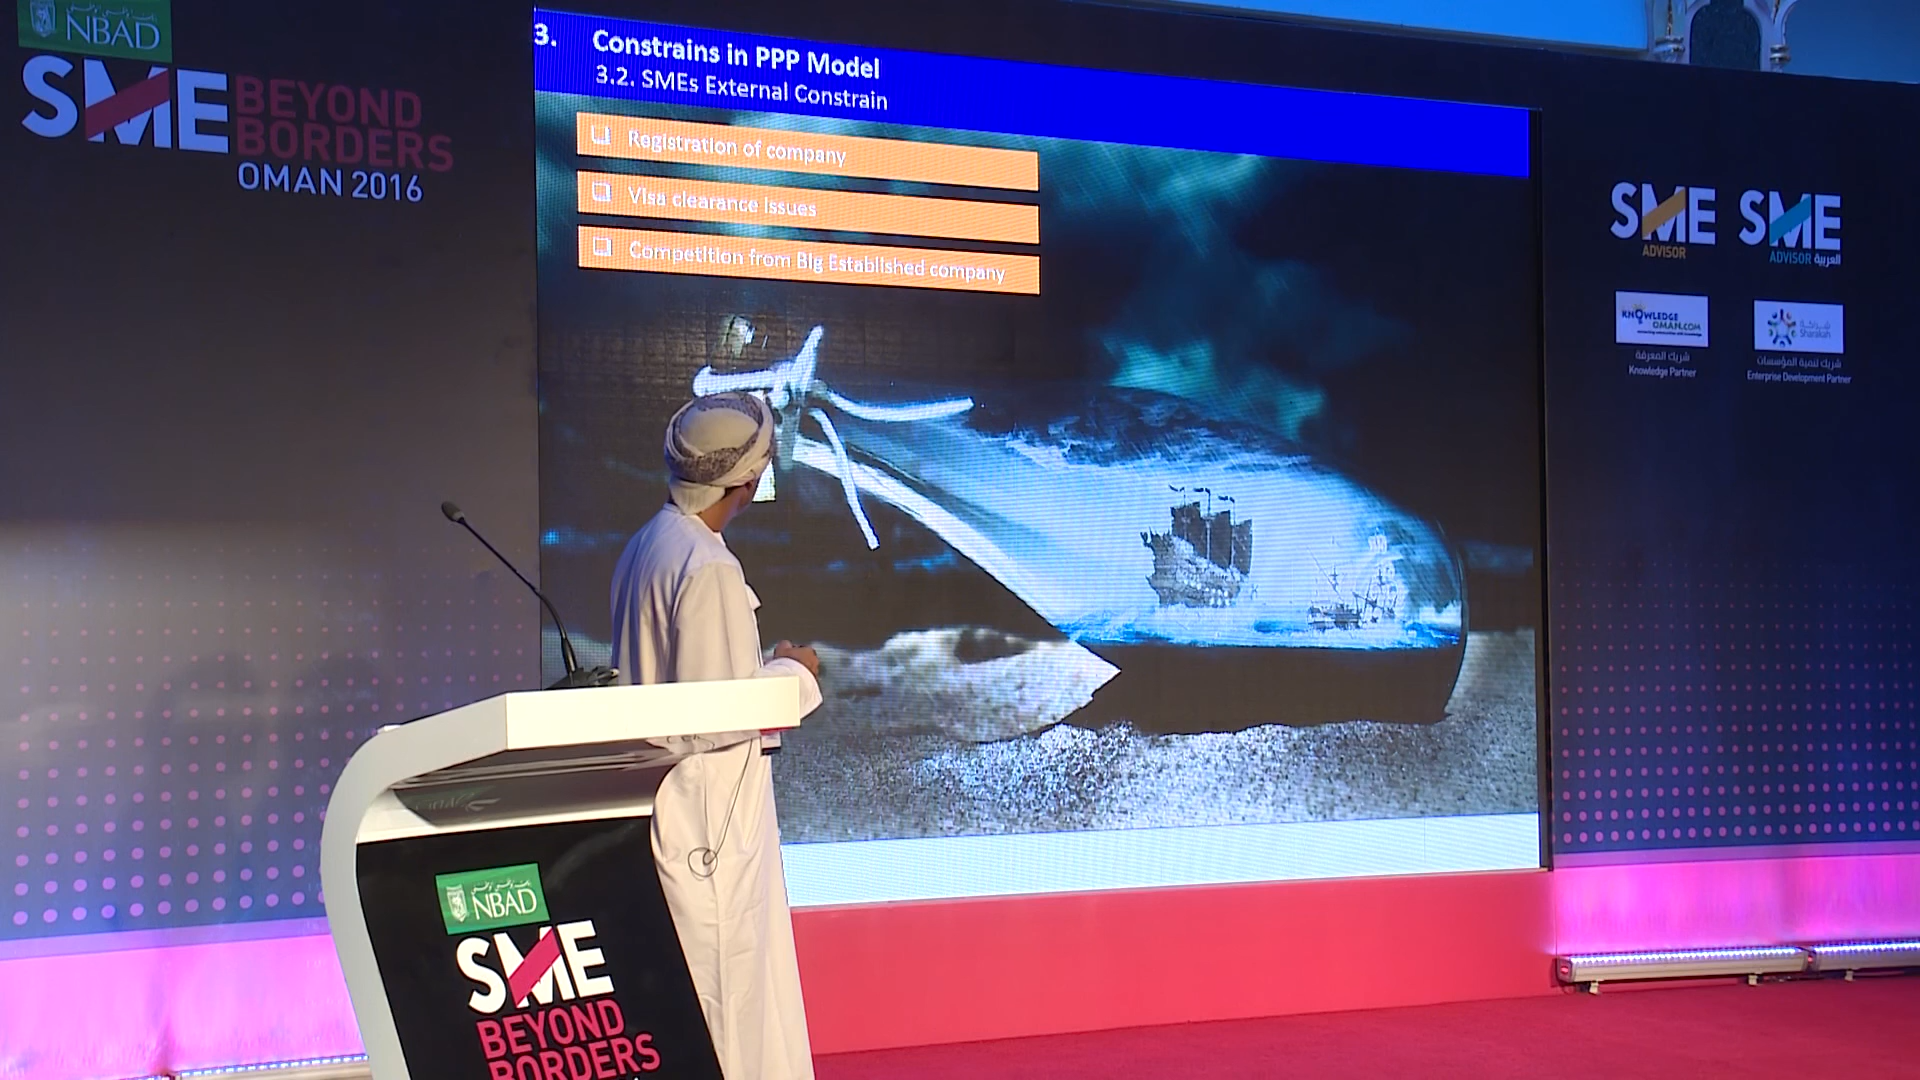 NBAD
SME BEYOND
BORDERS
OMAN 2016
3. Constrains in PPP Model
3.2. SMEs External Constrain
Registration of company
Visa clearance issues
Competition from Big Established company
SME
ADVISOR
SME
ADVISOR العربية
KNOWLEDGE
OMAN.COM
شريك المعرفة
Knowledge Partner
شراكة
Sharakah
شريك تنمية المؤسسات
Enterprise Development Partner
NBAD
SME
BEYOND
BORDERS